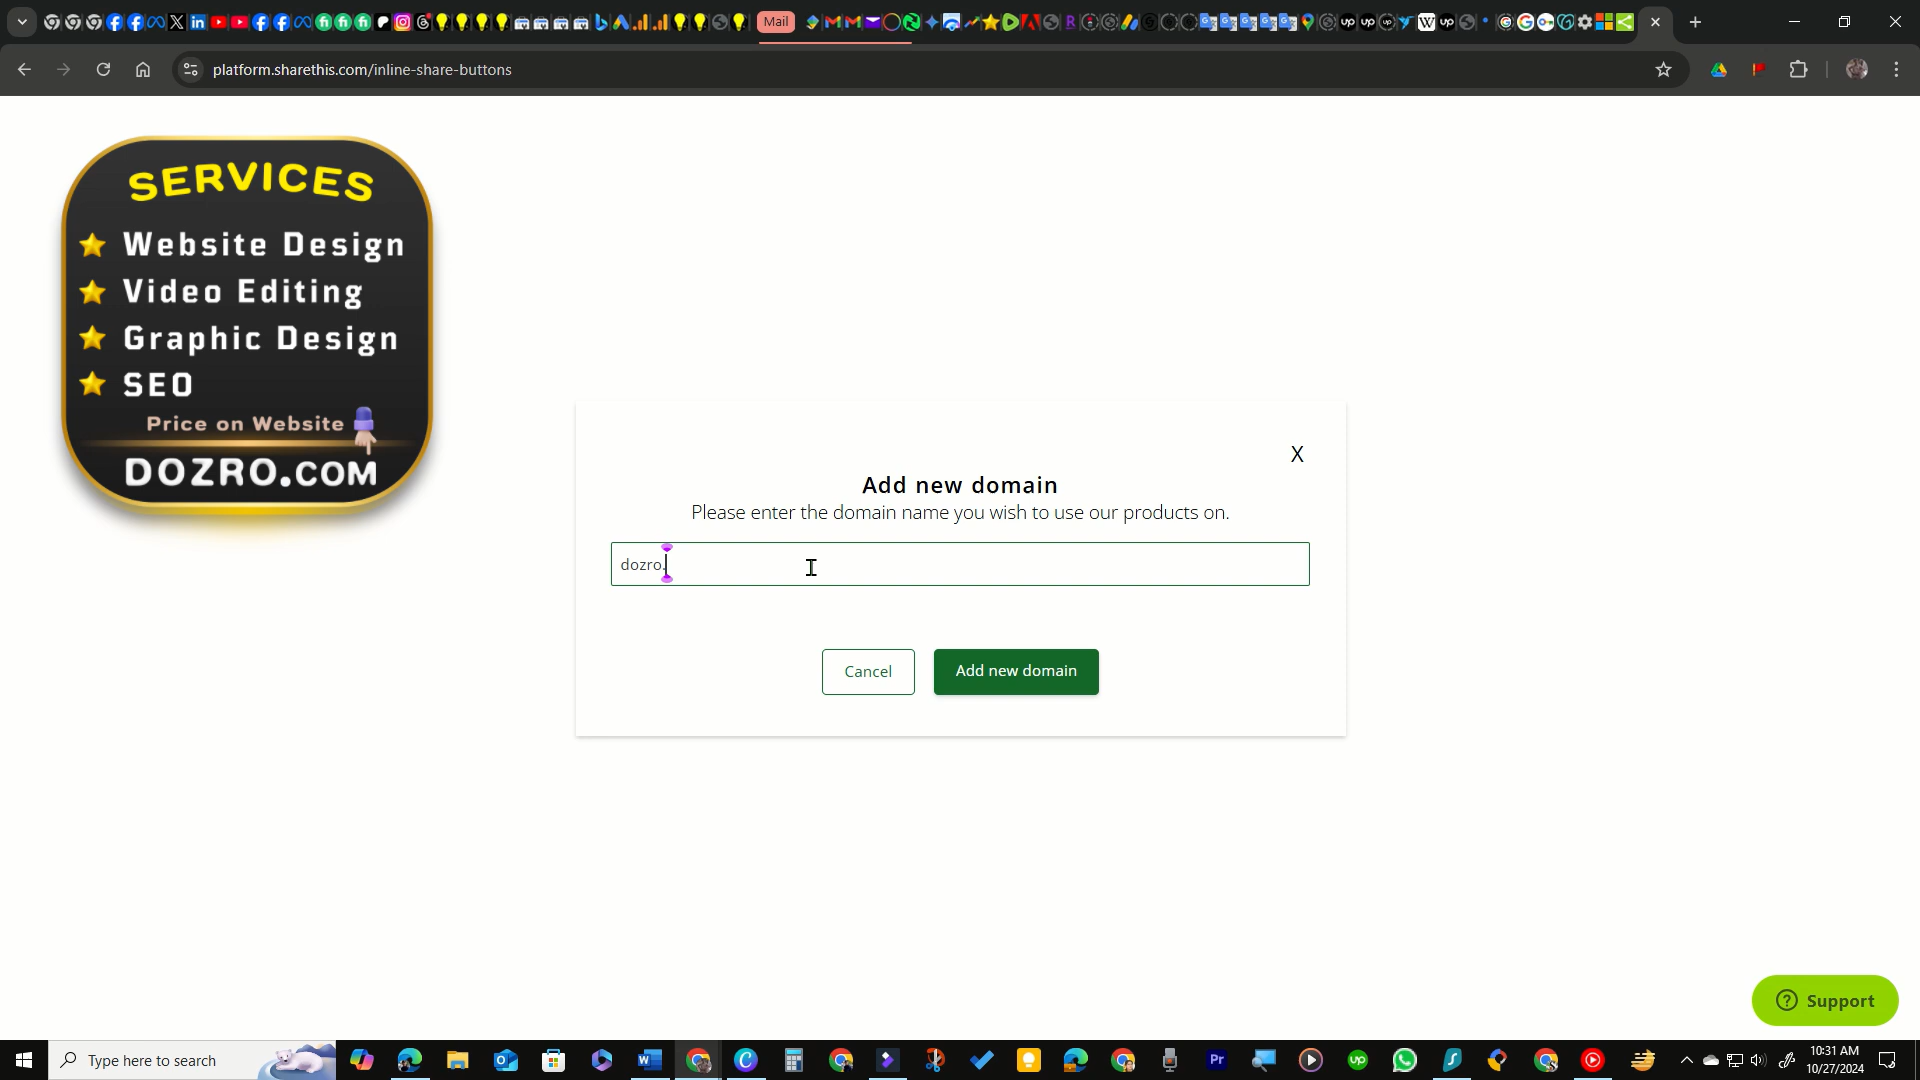 Mail
platform.sharethis.com/inline-share-buttons
SERVICES
Website Design
Video Editing
Graphic Design
SEO
Price on Website
DOZRO.COM
X
Add new domain
Please enter the domain name you wish to use our products on.
dozro.
Cancel
Add new domain
Support
Type here to search
10:31 AM
10/27/2024